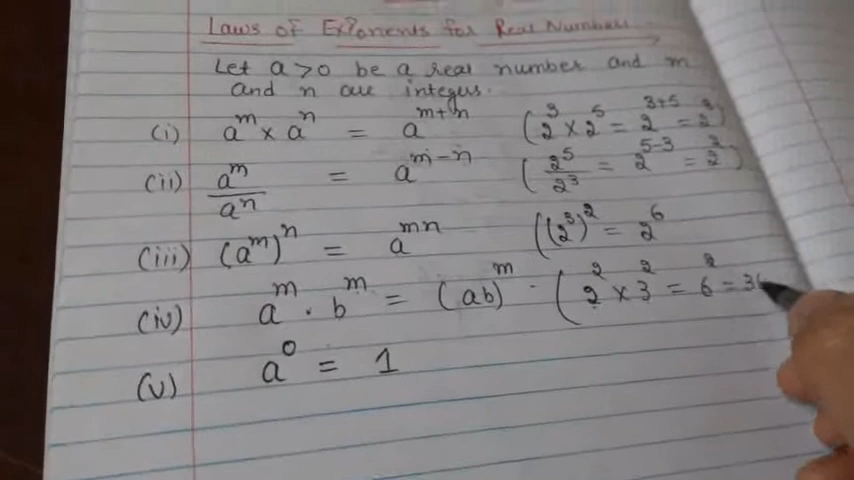 Laws of Exponents for Real Numbers
Let a>0 be a real number and m
and n are integers.
(i) a^m × a^n = a^{m+n} (2^3 × 2^5 = 2^{3+5} = 2^8)
(ii) a^m/a^n = a^{m-n} (2^5/2^3 = 2^{5-3} = 2^2)
(iii) (a^m)^n = a^{mn} ((2^3)^2 = 2^6
(iv) a^m · b^m = (ab)^m · (2^2 × 3^2 = 6^2 = 36
(v) a^0 = 1